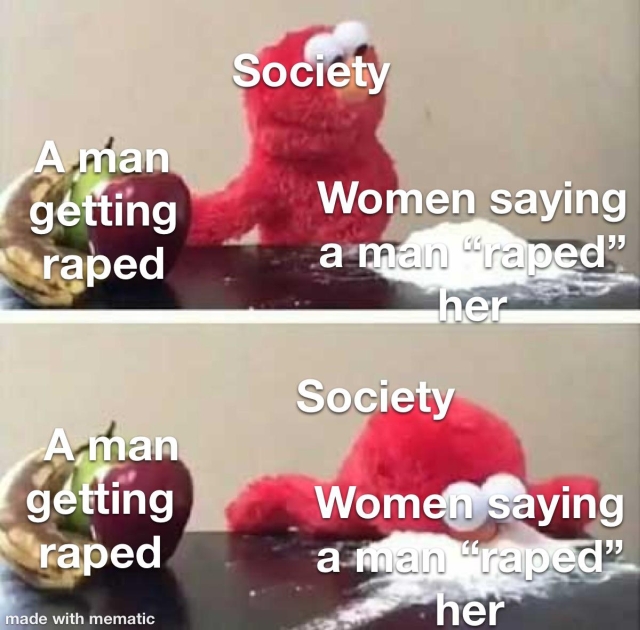 Society
A man
getting
raped
Women saying
a man “raped”
her
Society
A man
getting
raped
Women saying
a man “raped”
her
made with mematic